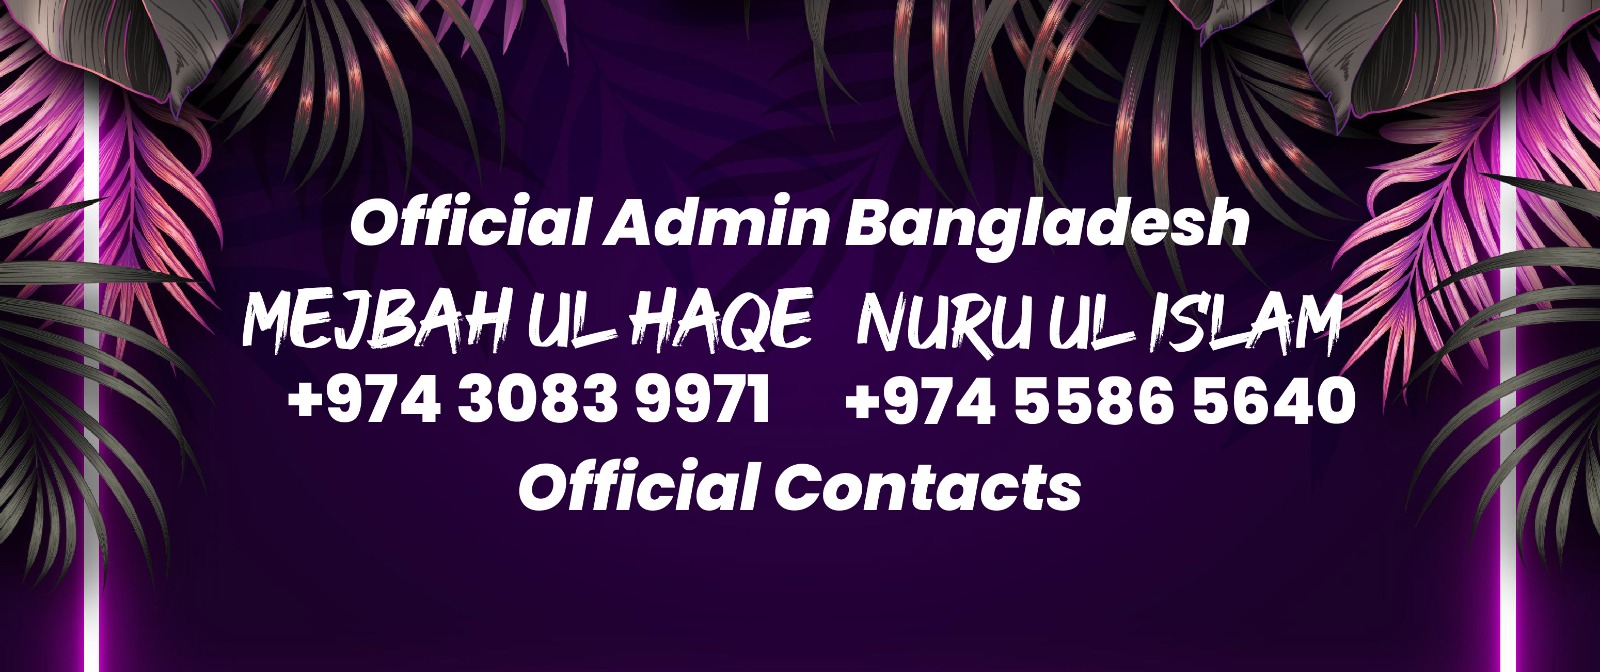 Official Admin Bangladesh
MEJBAH UL HAQE NURU UL ISLAM
+974 3083 9971 +974 5586 5640
Official Contacts